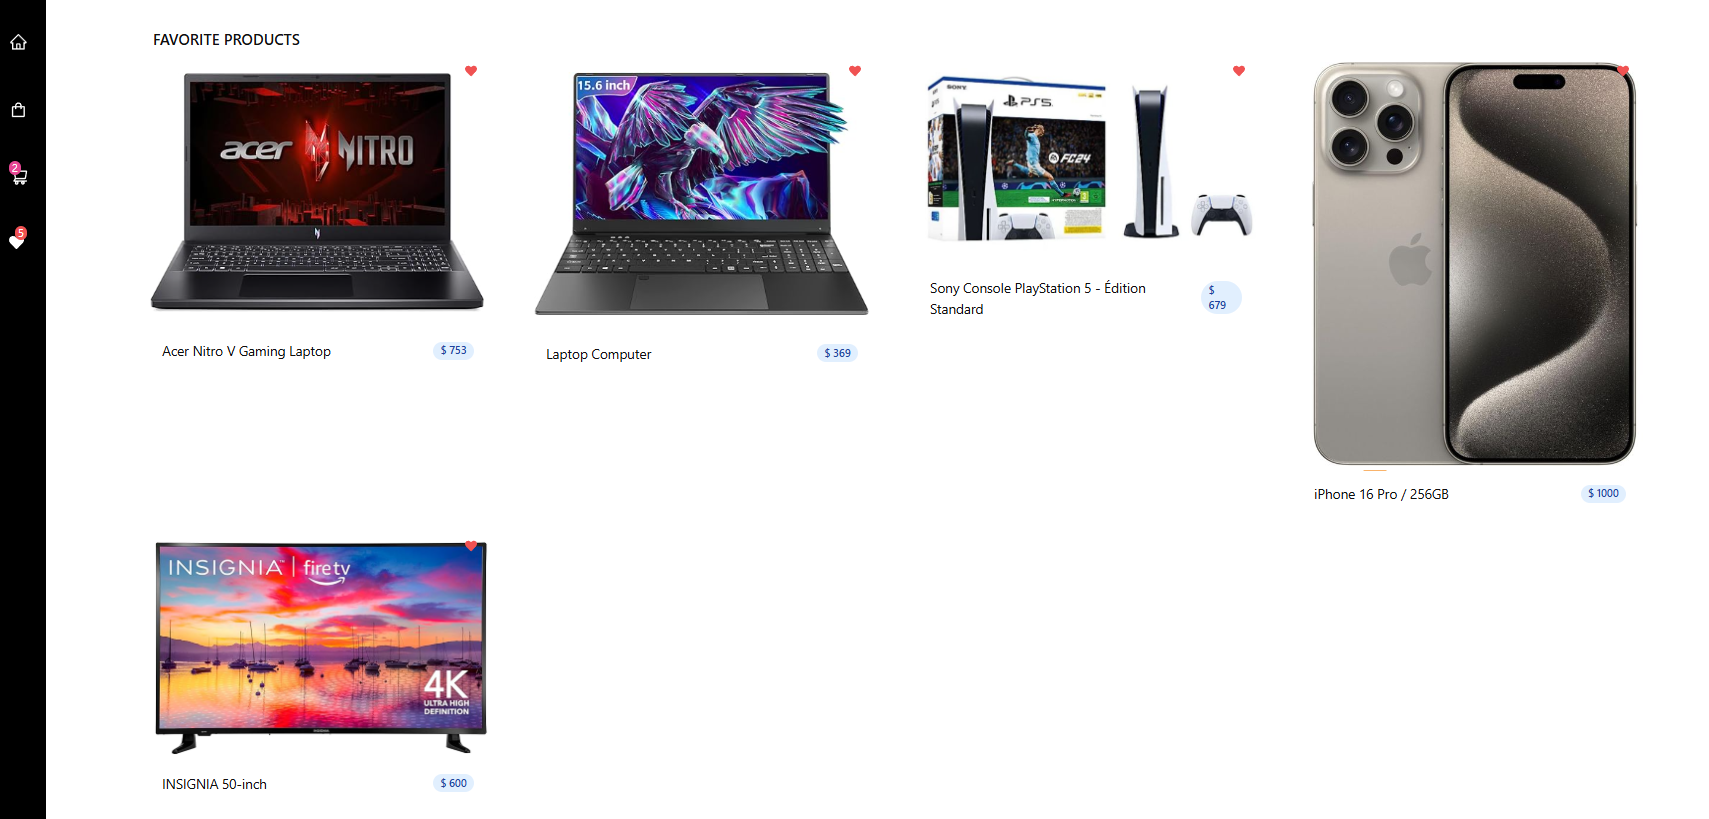 FAVORITE PRODUCTS
2
5
acer NITRO
Acer Nitro V Gaming Laptop
$ 753
15.6 inch
Laptop Computer
$ 369
SONY
PS5
FC24
Sony Console PlayStation 5 - Édition
Standard
$
679
iPhone 16 Pro / 256GB
$ 1000
INSIGNIA™ | fire tv
4K
ULTRA HIGH
DEFINITION
INSIGNIA 50-inch
$ 600